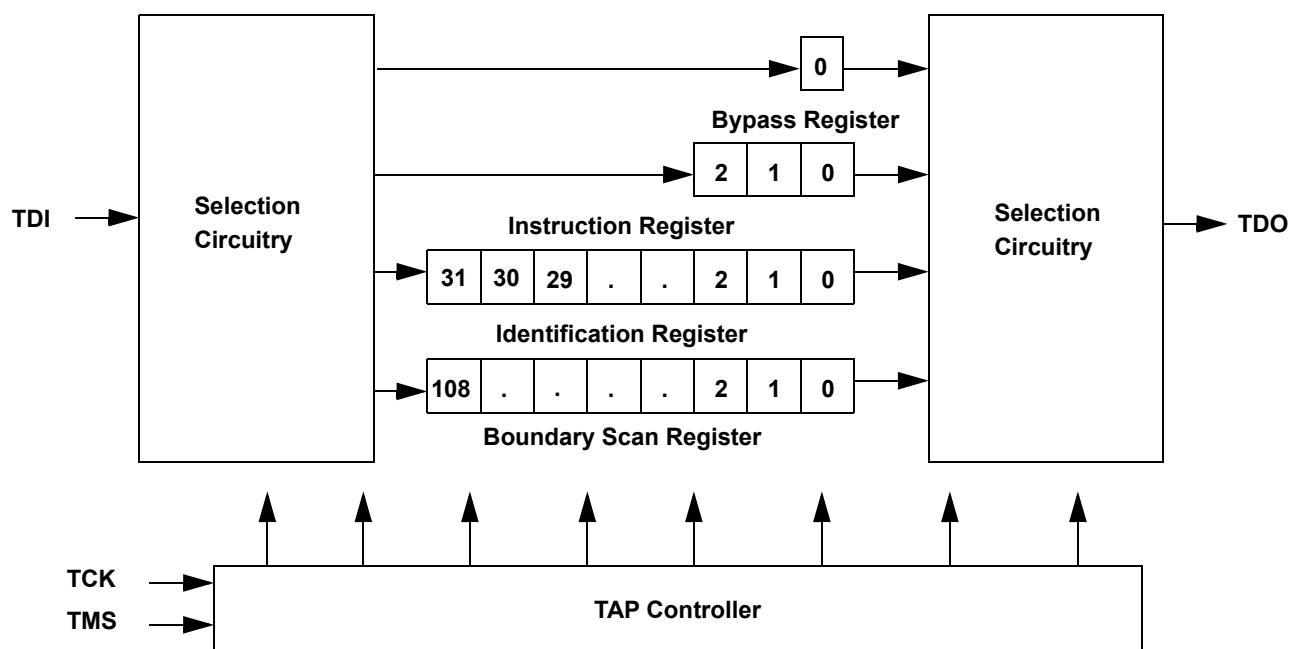 0
Bypass Register
2 1 0
Selection
Circuitry
TDI
Selection
Circuitry
TDO
Instruction Register
31 30 29 . . 2 1 0
Identification Register
108 . . . . 2 1 0
Boundary Scan Register
TCK
TMS
TAP Controller